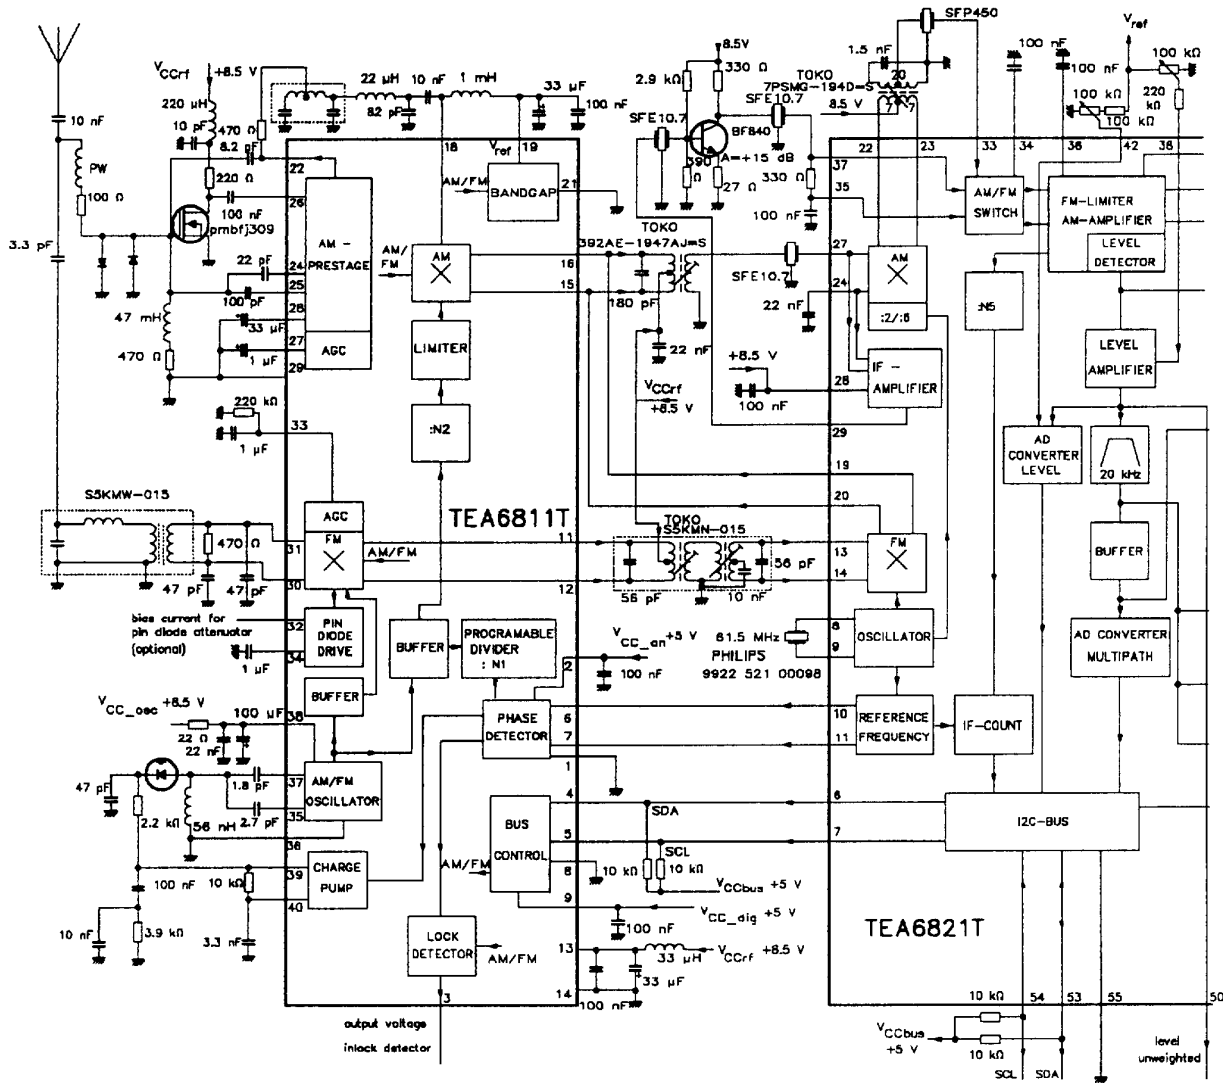 SFP450
8.5V
1.5 nF
20
7
7
100 nF
100 nF
Vref
100 kΩ
100 kΩ
100 kΩ
220 kΩ
VCCrf +8.5 V
220 µH
10 pF
8.2 pF
470 Ω
220 Ω
22 µH
82 pF
10 nF
1 mH
33 µF
100 nF
2.9 kΩ
330 Ω
SFE10.7
SFE10.7
BF840
A=+15 dB
390 Ω
27 Ω
TOKO
7PSMG-194D=S
8.5 V
330 Ω
100 nF
10 nF
PW
100 Ω
3.3 pF
pmbfj309
100 nF
22 pF
100 pF
33 µF
1 µF
47 mH
470 Ω
220 kΩ
1 µF
18
19
Vref
22
26
24
25
28
27
29
33
AM-PRESTAGE
AGC
AM/FM
BANDGAP
21
AM/FM
AM
LIMITER
:N2
16
15
TOKO
392AE-1947AJ=S
180 pF
22 nF
SFE10.7
22 nF
VCCrf
+8.5 V
+8.5 V
100 nF
22
23
33
34
36
42
38
37
35
27
24
28
29
AM/FM SWITCH
FM-LIMITER
AM-AMPLIFIER
LEVEL DETECTOR
AM
:2/:6
:N5
IF-AMPLIFIER
LEVEL AMPLIFIER
AD CONVERTER LEVEL
20 kHz
BUFFER
AD CONVERTER MULTIPATH
19
20
S5KMW-015
470 Ω
47 pF
47 pF
31
30
AGC
FM
AM/FM
TEA6811T
11
12
TOKO
S5KMN-015
56 pF
56 pF
10 nF
13
14
FM
bias current for
pin diode attenuator
(optional)
32
34
1 µF
PIN DIODE DRIVE
BUFFER
BUFFER
PROGRAMABLE DIVIDER : N1
2
VCC_an +5 V
100 nF
61.5 MHz
PHILIPS
9922 521 00098
8
9
OSCILLATOR
VCC_osc +8.5 V
22 Ω
22 nF
100 µF
38
PHASE DETECTOR
6
7
1
10
11
REFERENCE FREQUENCY
IF-COUNT
47 pF
1.8 pF
2.7 pF
2.2 kΩ
56 nH
37
35
36
AM/FM OSCILLATOR
BUS CONTROL
AM/FM
4
5
8
9
SDA
SCL
10 kΩ
10 kΩ
VCCbus +5 V
VCC_dig +5 V
100 nF
6
7
I2C-BUS
100 nF
10 kΩ
39
40
CHARGE PUMP
10 nF
3.9 kΩ
3.3 nF
LOCK DETECTOR
AM/FM
13
14
33 µH
VCCrf +8.5 V
33 µF
100 nF
3
output voltage
inlock detector
TEA6821T
10 kΩ
54
53
55
50
VCCbus
+5 V
10 kΩ
SCL
SDA
level
unweighted